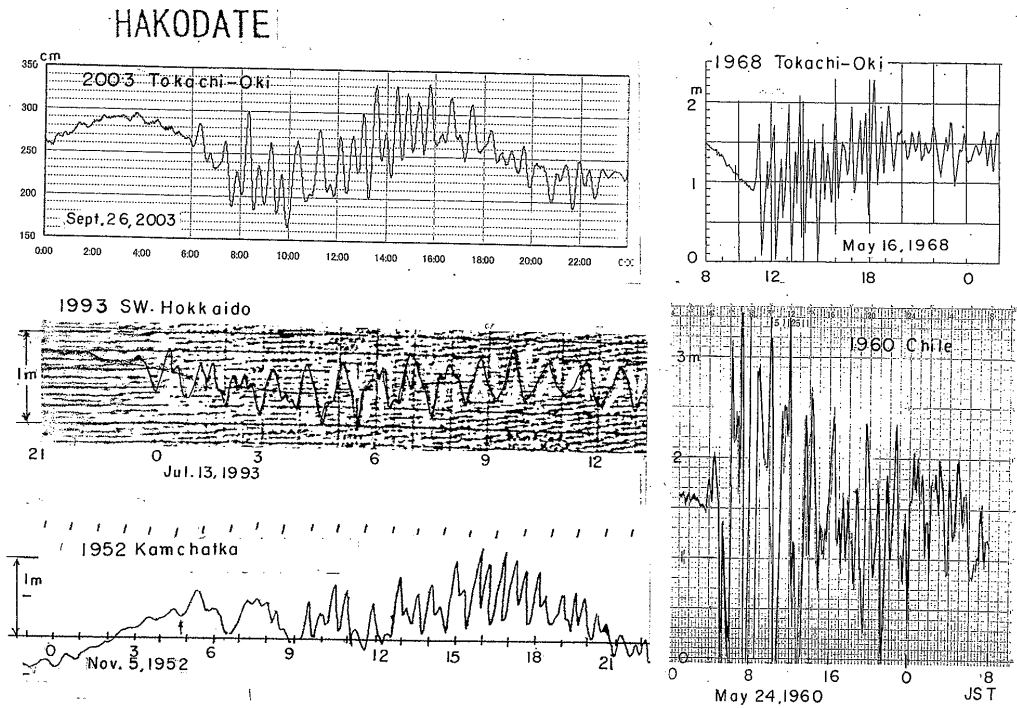 HAKODATE
350 cm
2003 Tokachi-Oki
300
250
200
150
Sept. 26, 2003
0:00 2:00 4:00 6:00 8:00 10:00 12:00 14:00 16:00 18:00 20:00 22:00
1968 Tokachi-Oki
m
2
1
0
May 16, 1968
8 12 18 0
1993 SW. Hokkaido
1m
21 0 3 6 9 12
Jul. 13, 1993
1952 Kamchatka
1m
0 3 6 9 12 15 18 21
Nov. 5, 1952
1960 Chile
3m
2
0
0 8 16 0 8
May 24, 1960 JST